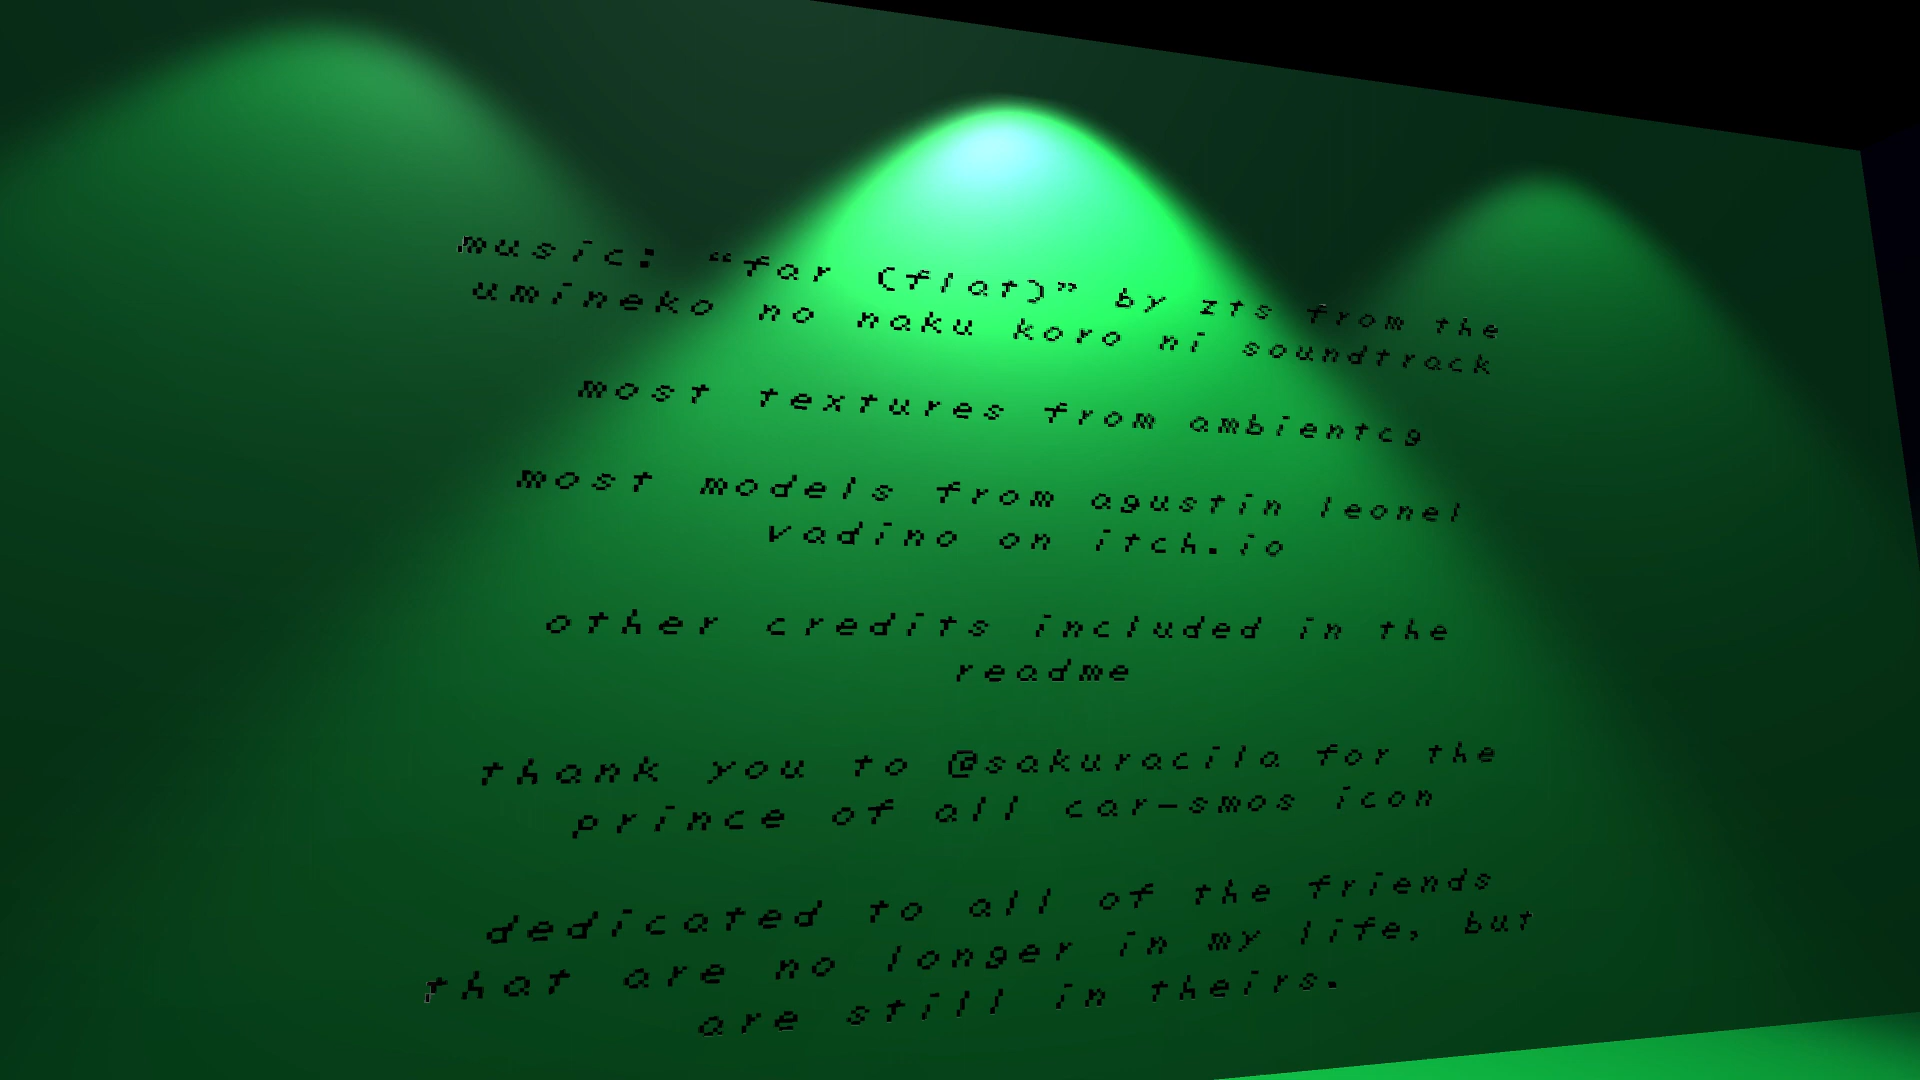 music: “far (flat)” by zts from the
umineko no naku koro ni soundtrack
most textures from ambientcg
most models from agustin leonel
vadino on itch.io
other credits included in the
readme
thank you to @sakuracila for the
prince of all car-smos icon
dedicated to all of the friends
that are no longer in my life, but
are still in theirs.